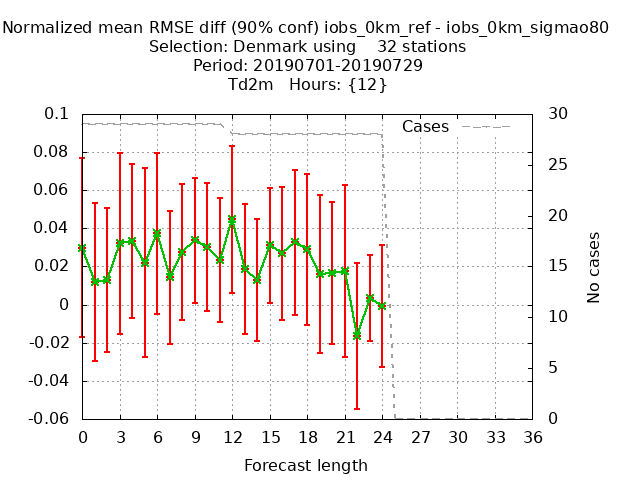 Normalized mean RMSE diff (90% conf) iobs_0km_ref - iobs_0km_sigmao80
Selection: Denmark using    32 stations
Period: 20190701-20190729
Td2m   Hours: {12}
Cases
0.1
0.08
0.06
0.04
0.02
0
-0.02
-0.04
-0.06
30
25
20
15
10
5
0
No cases
0 3 6 9 12 15 18 21 24 27 30 33 36
Forecast length